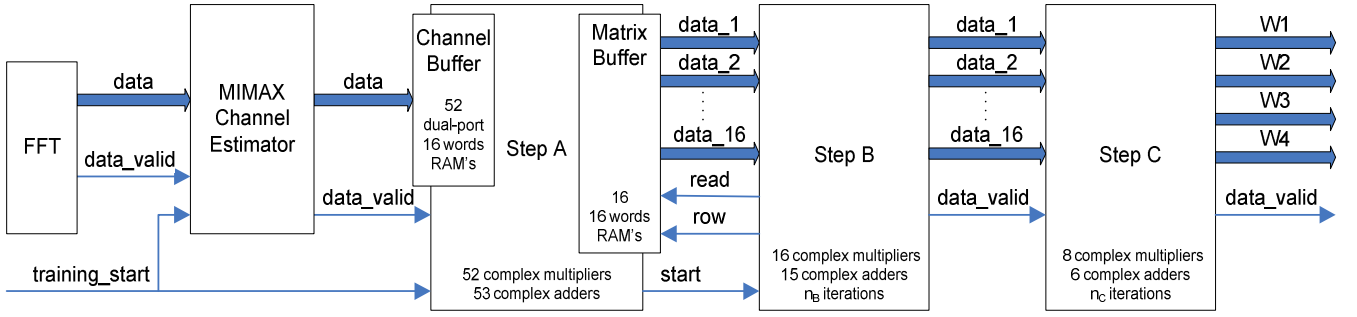 FFT
data
data_valid
training_start
MIMAX
Channel
Estimator
data
data_valid
Channel
Buffer
52
dual-port
16 words
RAM's
Step A
52 complex multipliers
53 complex adders
Matrix
Buffer
16
16 words
RAM's
data_1
data_2
data_16
read
row
start
Step B
16 complex multipliers
15 complex adders
nB iterations
data_1
data_2
data_16
data_valid
Step C
8 complex multipliers
6 complex adders
nC iterations
W1
W2
W3
W4
data_valid